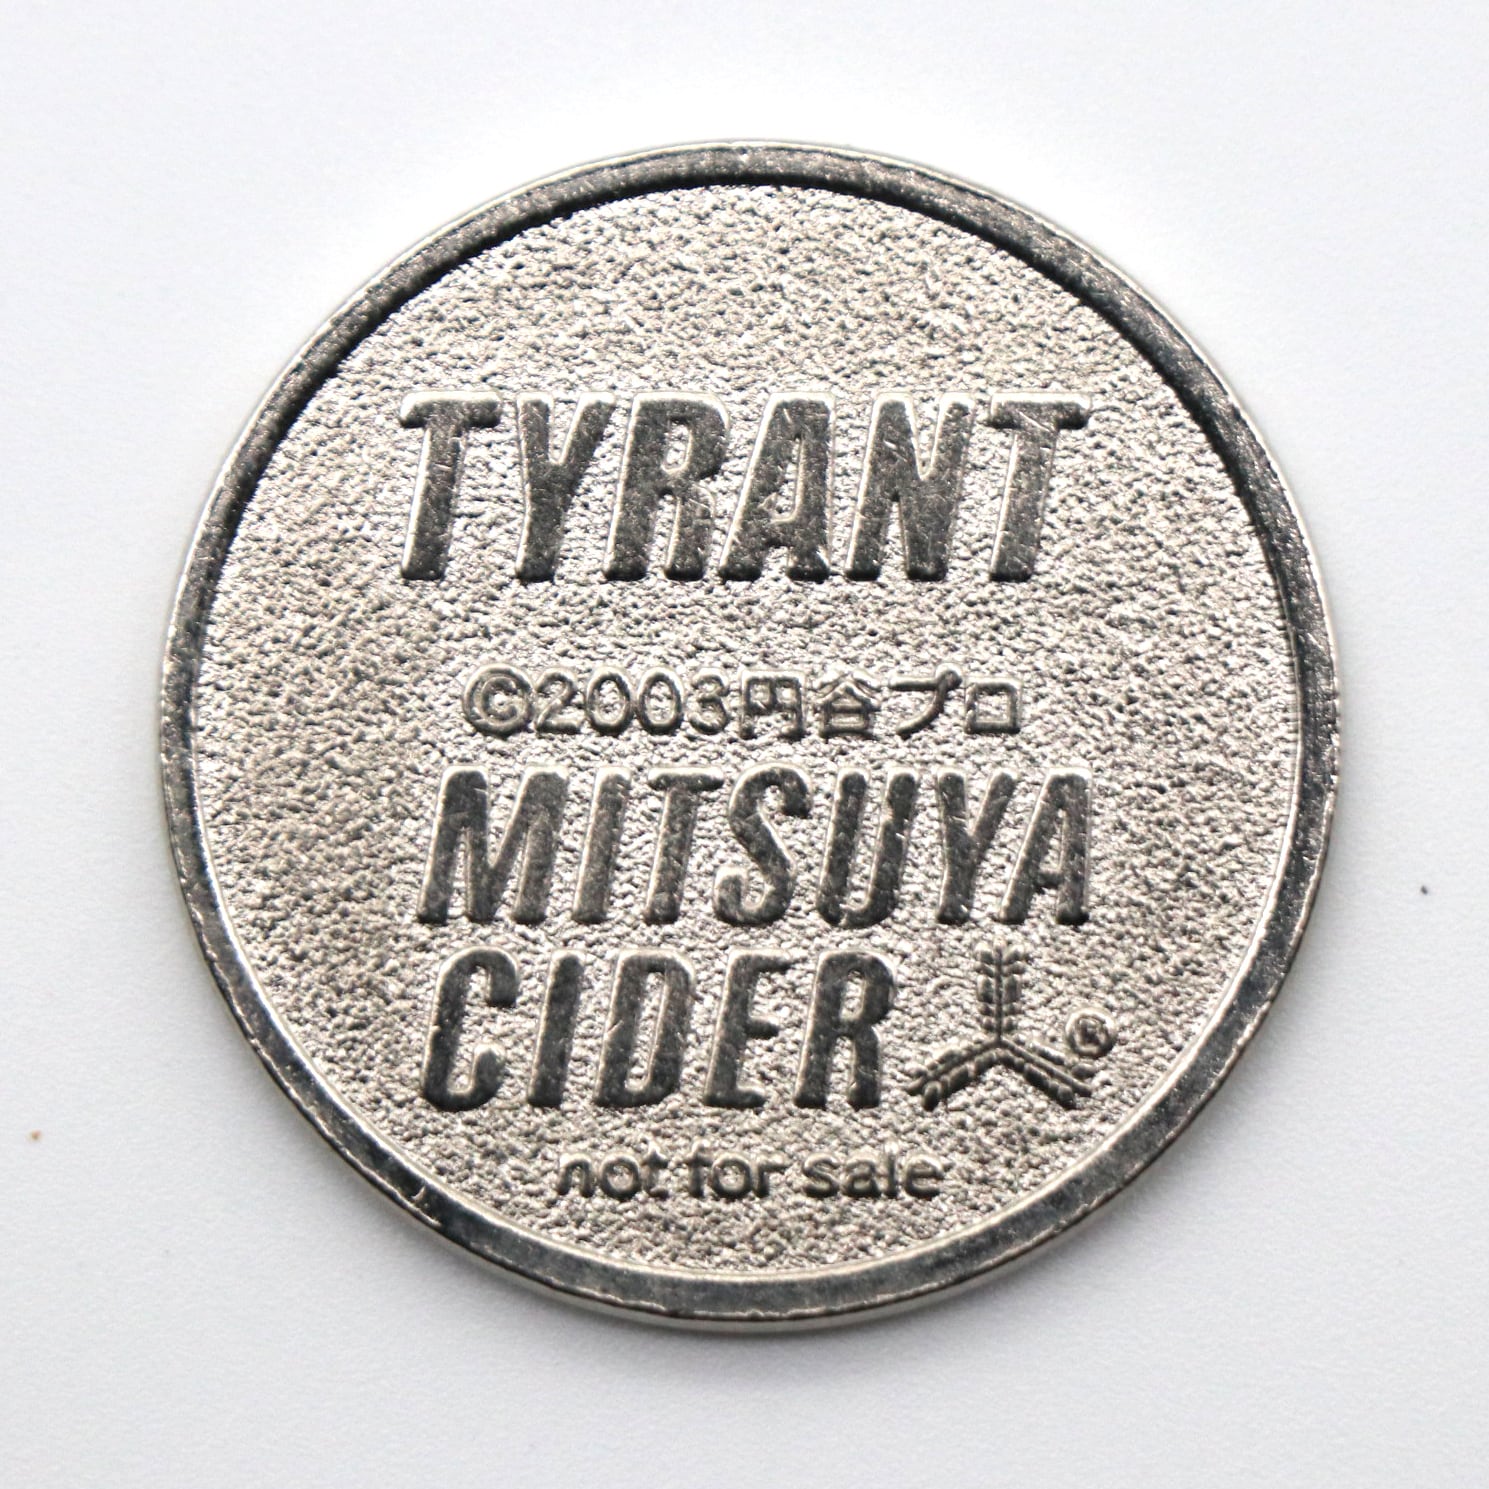 TYRANT
©2003円谷プロ
MITSUYA
CIDER ®
not for sale